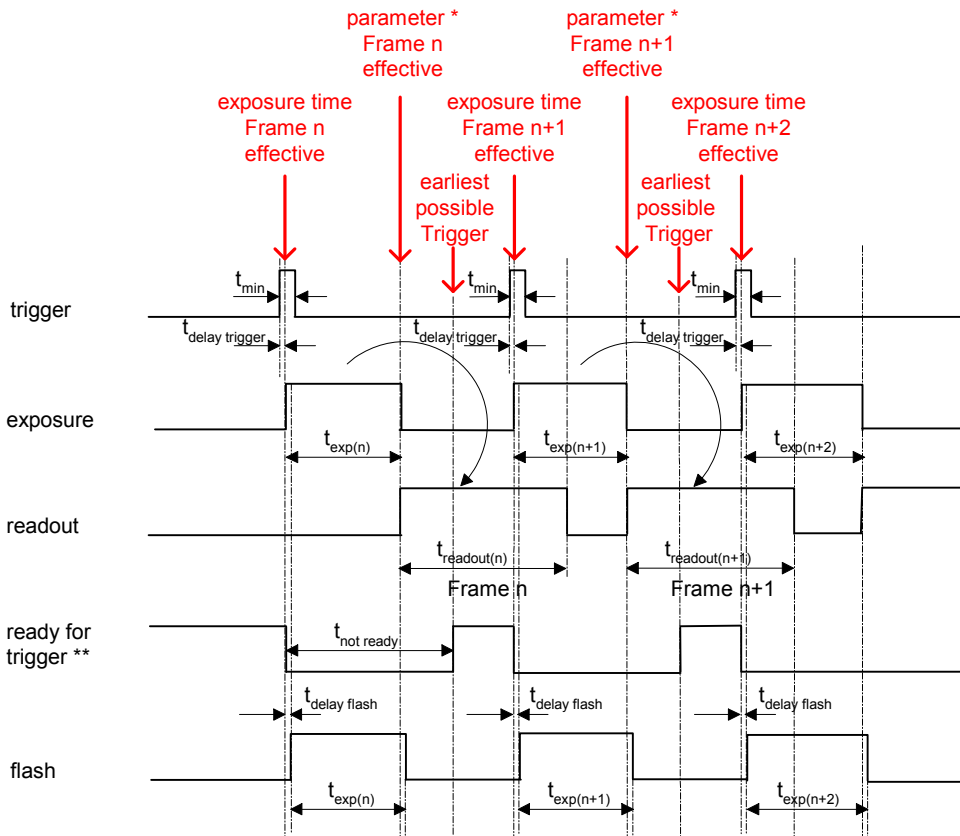 parameter *
Frame n
effective
parameter *
Frame n+1
effective
exposure time
Frame n
effective
exposure time
Frame n+1
effective
exposure time
Frame n+2
effective
earliest
possible
Trigger
earliest
possible
Trigger
trigger
tmin
tmin
tmin
tdelay trigger
tdelay trigger
tdelay trigger
exposure
texp(n)
texp(n+1)
texp(n+2)
readout
treadout(n)
treadout(n+1)
Frame n
Frame n+1
ready for
trigger **
tnot ready
tdelay flash
tdelay flash
tdelay flash
flash
texp(n)
texp(n+1)
texp(n+2)